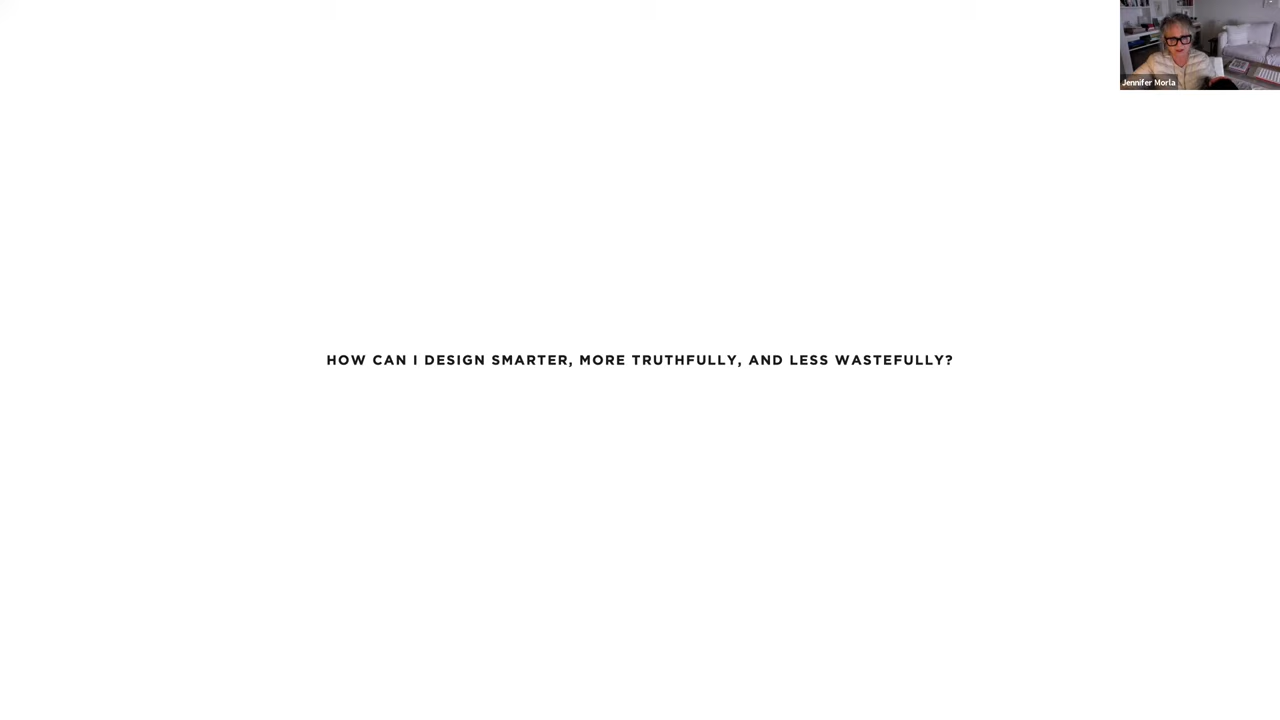 Jennifer Morla
HOW CAN I DESIGN SMARTER, MORE TRUTHFULLY, AND LESS WASTEFULLY?